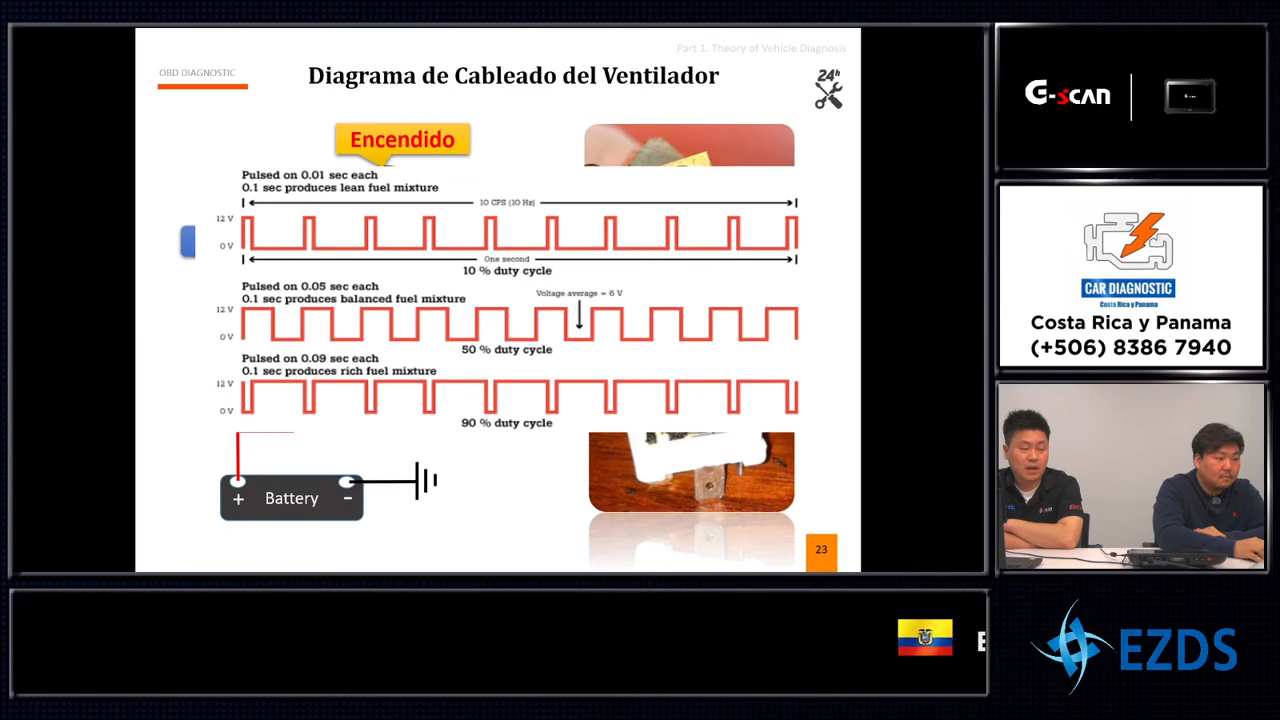 Part 1. Theory of Vehicle Diagnosis
OBD DIAGNOSTIC
Diagrama de Cableado del Ventilador
24h
Encendido
Pulsed on 0.01 sec each
0.1 sec produces lean fuel mixture
10 CPS (10 Hz)
12 V
0 V
One second
10 % duty cycle
Pulsed on 0.05 sec each
0.1 sec produces balanced fuel mixture
Voltage average = 6 V
12 V
0 V
50 % duty cycle
Pulsed on 0.09 sec each
0.1 sec produces rich fuel mixture
12 V
0 V
90 % duty cycle
+ Battery -
23
G-SCAN
CAR DIAGNOSTIC
Costa Rica y Panama
Costa Rica y Panama
(+506) 8386 7940
EZDS